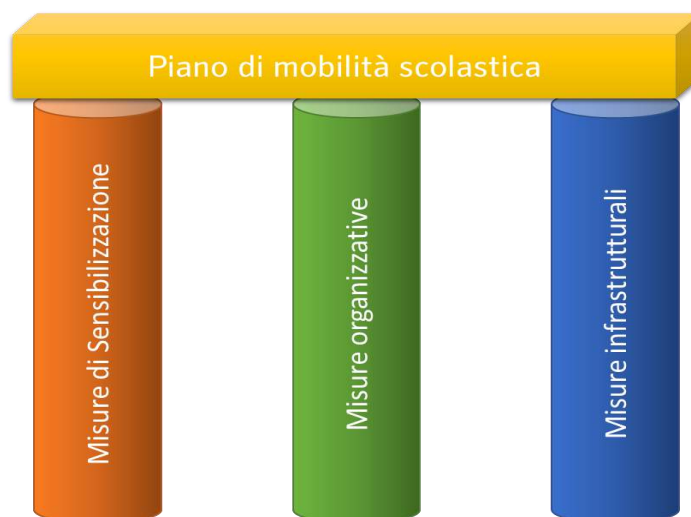 Piano di mobilità scolastica
Misure di Sensibilizzazione
Misure organizzative
Misure infrastrutturali